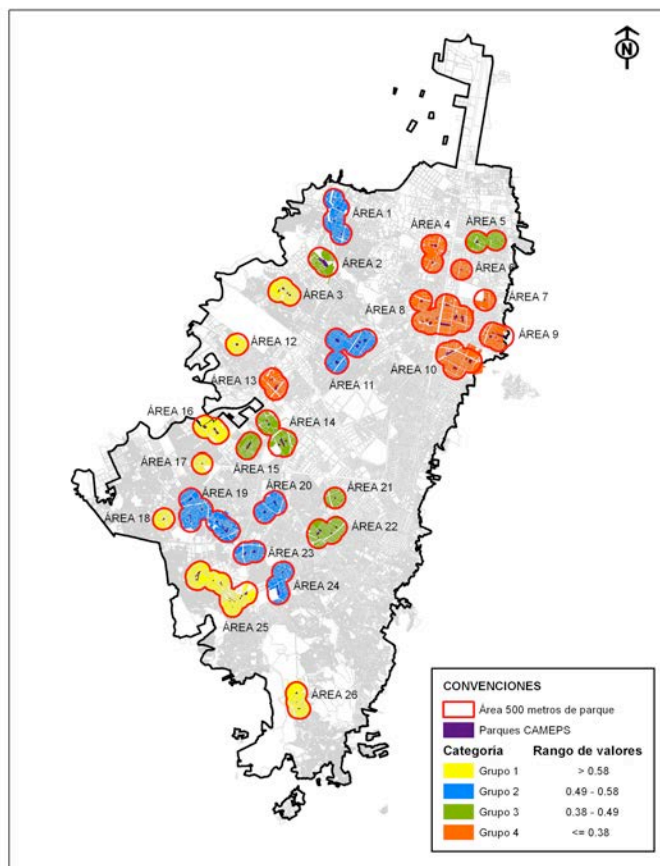 N
ÁREA 1
ÁREA 4
ÁREA 5
ÁREA 2
ÁREA 6
ÁREA 3
ÁREA 7
ÁREA 8
ÁREA 9
ÁREA 12
ÁREA 10
ÁREA 11
ÁREA 13
ÁREA 16
ÁREA 14
ÁREA 17
ÁREA 15
ÁREA 19
ÁREA 20
ÁREA 21
ÁREA 18
ÁREA 22
ÁREA 23
ÁREA 24
ÁREA 25
ÁREA 26
CONVENCIONES
Área 500 metros de parque
Parques CAMEPS
Categoría Rango de valores
Grupo 1 > 0.58
Grupo 2 0.49 - 0.58
Grupo 3 0.38 - 0.49
Grupo 4 <= 0.38